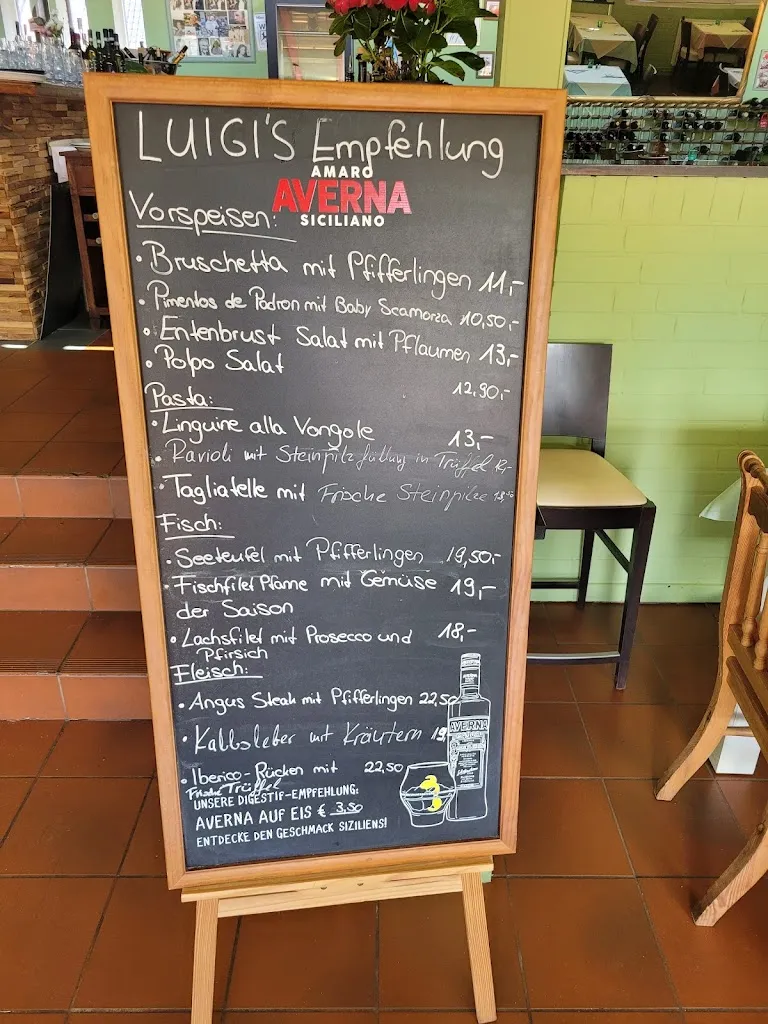 LUIGI'S Empfehlung
AMARO
AVERNA
SICILIANO
Vorspeisen:
• Bruschetta mit Pfifferlingen 11,-
• Pimentos de Padron mit Baby Scamorza 10,50,-
• Entenbrust Salat mit Pflaumen 13,-
• Polpo Salat 12,90,-
Pasta:
• Linguine alla Vongole 13,-
• Ravioli mit Steinpilz füllung in Trüffel
• Tagliatelle mit Frische Steinpilze
Fisch:
• Seeteufel mit Pfifferlingen 19,50,-
• Fischfilet Pfanne mit Gemüse 19,-
der Saison
• Lachsfilet mit Prosecco und 18,-
Pfirsich
Fleisch:
• Angus Steak mit Pfifferlingen 22,50
• Kalbsleber mit Kräutern
• Iberico-Rücken mit 22,50
Trüffel
UNSERE DIGESTIF-EMPFEHLUNG:
AVERNA AUF EIS € 3,50
ENTDECKE DEN GESCHMACK SIZILIENS!
AVERNA